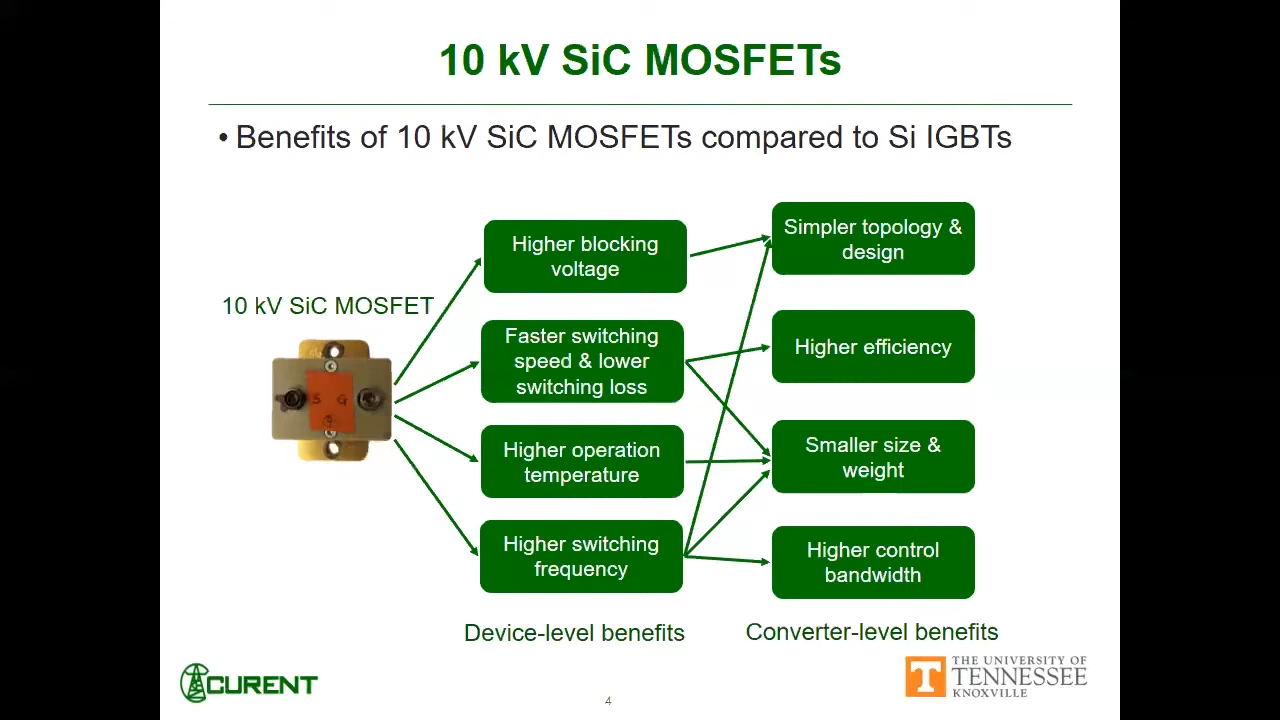 10 kV SiC MOSFETs
• Benefits of 10 kV SiC MOSFETs compared to Si IGBTs
10 kV SiC MOSFET
S G
Higher blocking
voltage
Faster switching
speed & lower
switching loss
Higher operation
temperature
Higher switching
frequency
Device-level benefits
Simpler topology &
design
Higher efficiency
Smaller size &
weight
Higher control
bandwidth
Converter-level benefits
CURENT
4
T
THE UNIVERSITY OF
TENNESSEE
KNOXVILLE